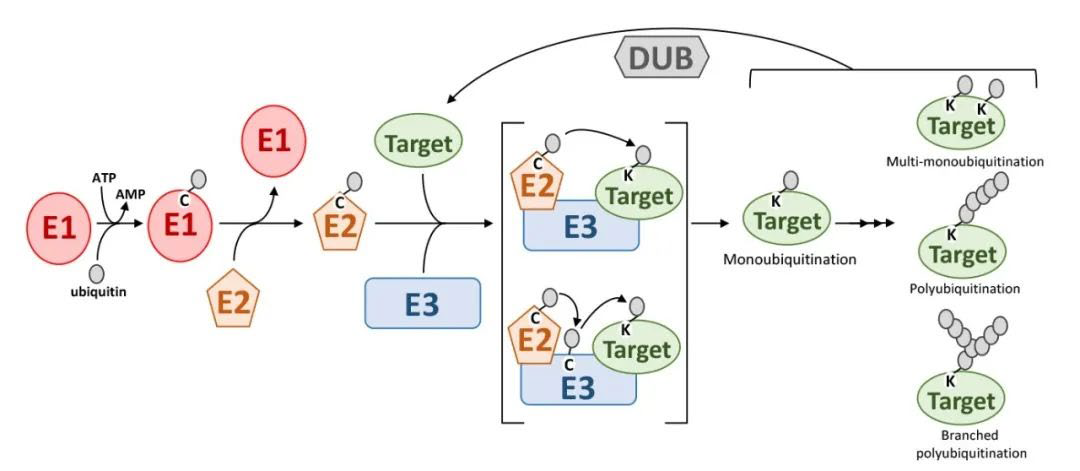 DUB
ATP
AMP
E1
C
E1
ubiquitin
E1
E2
C
E2
Target
E3
C
E2
K
Target
E3
C
E2
C
K
Target
E3
K
Target
Monoubiquitination
K
K
Target
Multi-monoubiquitination
K
Target
Polyubiquitination
K
Target
Branched
polyubiquitination